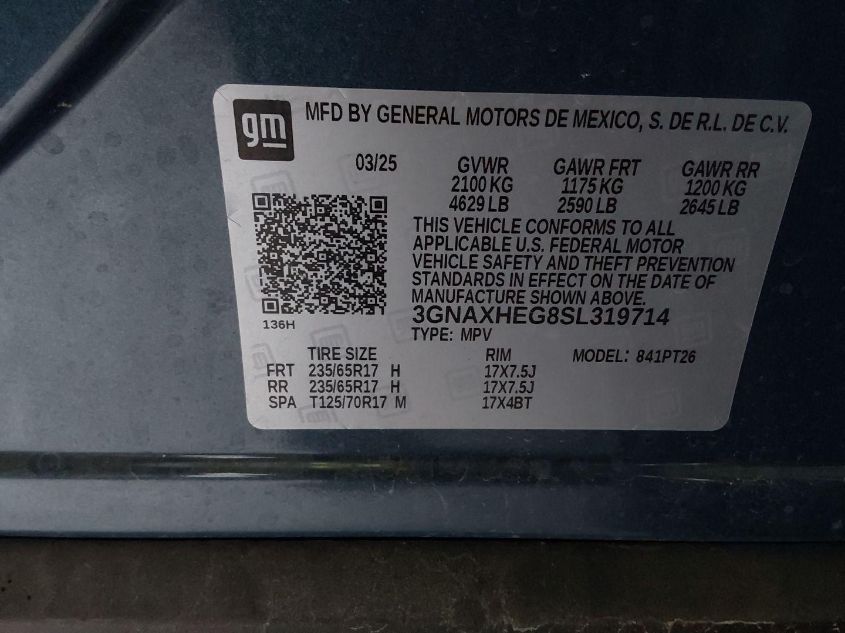 gm
MFD BY GENERAL MOTORS DE MEXICO, S. DE R.L. DE C.V.
03/25 GVWR GAWR FRT GAWR RR
2100 KG 1175 KG 1200 KG
4629 LB 2590 LB 2645 LB
THIS VEHICLE CONFORMS TO ALL
APPLICABLE U.S. FEDERAL MOTOR
VEHICLE SAFETY AND THEFT PREVENTION
STANDARDS IN EFFECT ON THE DATE OF
MANUFACTURE SHOWN ABOVE.
3GNAXHEG8SL319714
136H
TYPE: MPV
TIRE SIZE RIM MODEL: 841PT26
FRT 235/65R17 H 17X7.5J
RR 235/65R17 H 17X7.5J
SPA T125/70R17 M 17X4BT